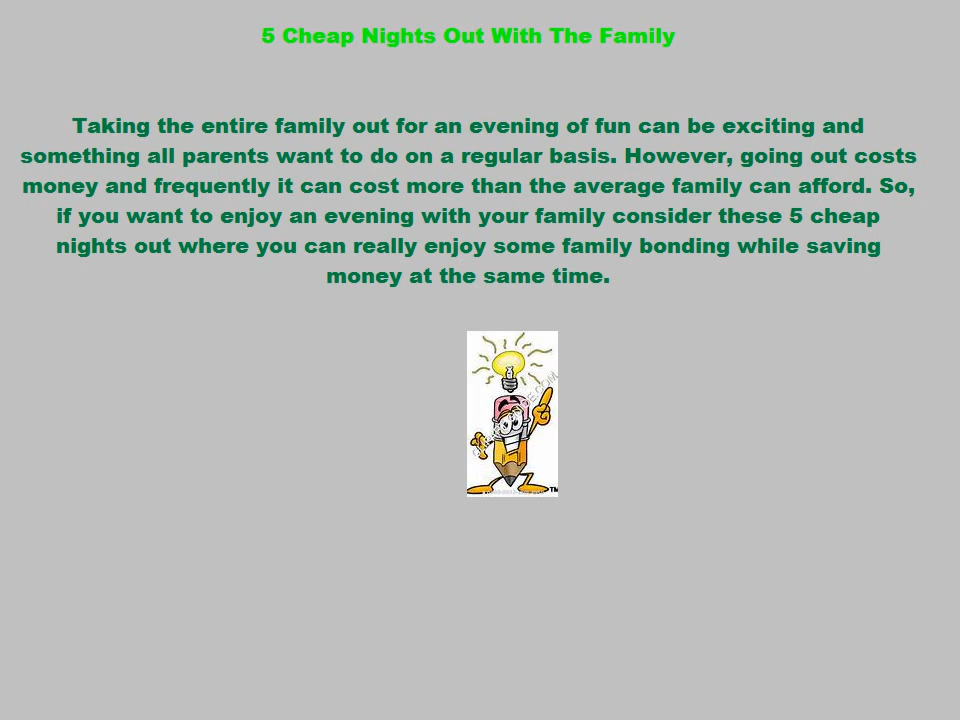 5 Cheap Nights Out With The Family
Taking the entire family out for an evening of fun can be exciting and
something all parents want to do on a regular basis. However, going out costs
money and frequently it can cost more than the average family can afford. So,
if you want to enjoy an evening with your family consider these 5 cheap
nights out where you can really enjoy some family bonding while saving
money at the same time.
TM